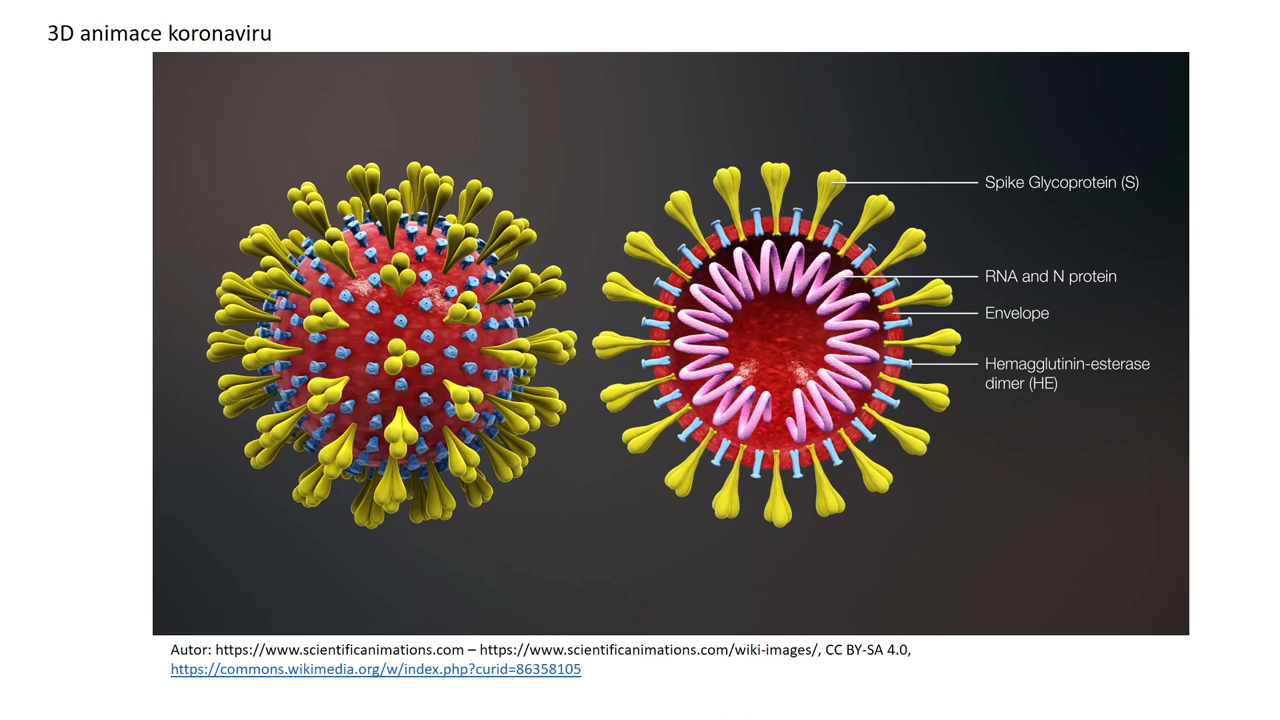 3D animace koronaviru
Spike Glycoprotein (S)
RNA and N protein
Envelope
Hemagglutinin-esterase
dimer (HE)
Autor: https://www.scientificanimations.com – https://www.scientificanimations.com/wiki-images/, CC BY-SA 4.0,
https://commons.wikimedia.org/w/index.php?curid=86358105